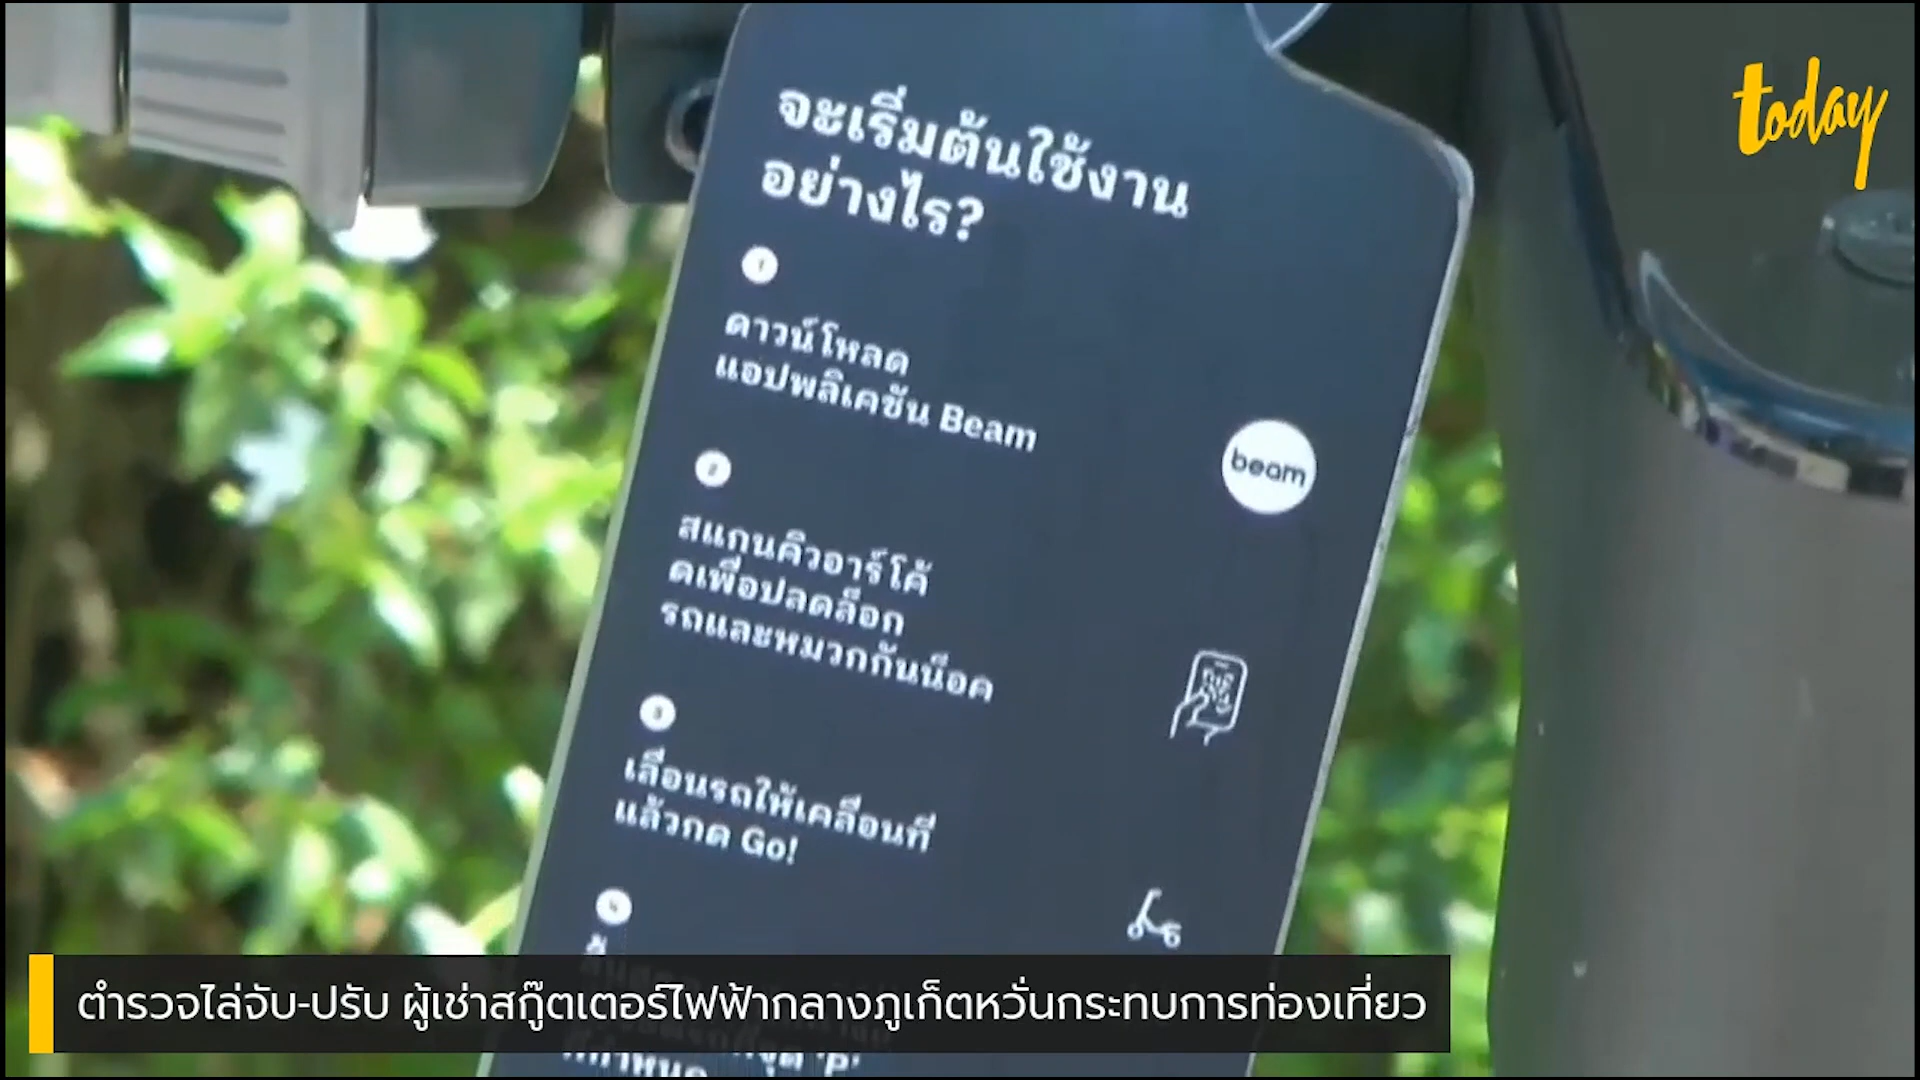 today
จะเริ่มต้นใช้งาน
อย่างไร?
1
ดาวน์โหลด
แอปพลิเคชัน Beam
beam
2
สแกนคิวอาร์โค้
ดเพื่อปลดล็อก
รถและหมวกกันน็อค
3
เลื่อนรถให้เคลื่อนที่
แล้วกด Go!
4
ตำรวจไล่จับ-ปรับ ผู้เช่าสกู๊ตเตอร์ไฟฟ้ากลางภูเก็ตหวั่นกระทบการท่องเที่ยว
ที่กำหนด